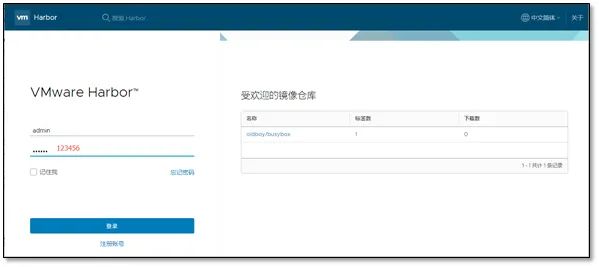 vm Harbor 搜索 Harbor 中文简体 关于
VMware Harbor™
admin
•••••• 123456
记住我 忘记密码
登录
注册账号
受欢迎的镜像仓库
名称 标签数 下载数
oldboy/busybox 1 0
1 - 1 共计 1 条记录